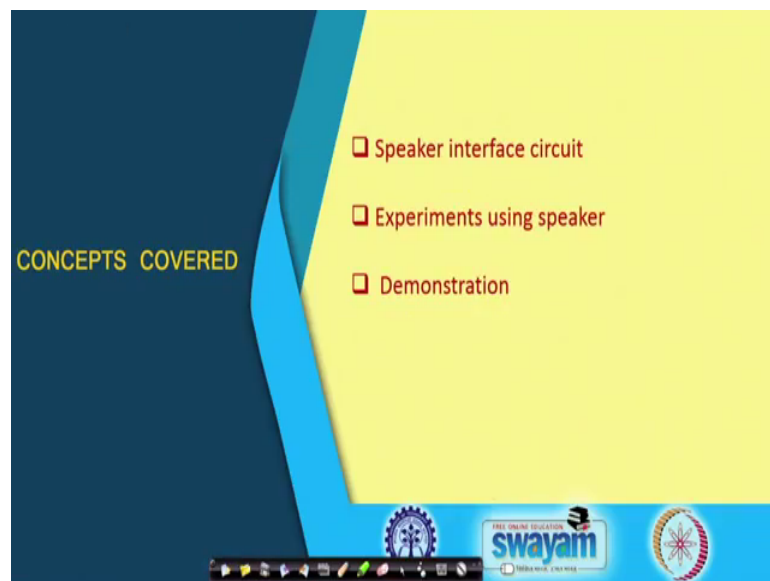 CONCEPTS COVERED
Speaker interface circuit
Experiments using speaker
Demonstration
FREE ONLINE EDUCATION
swayam